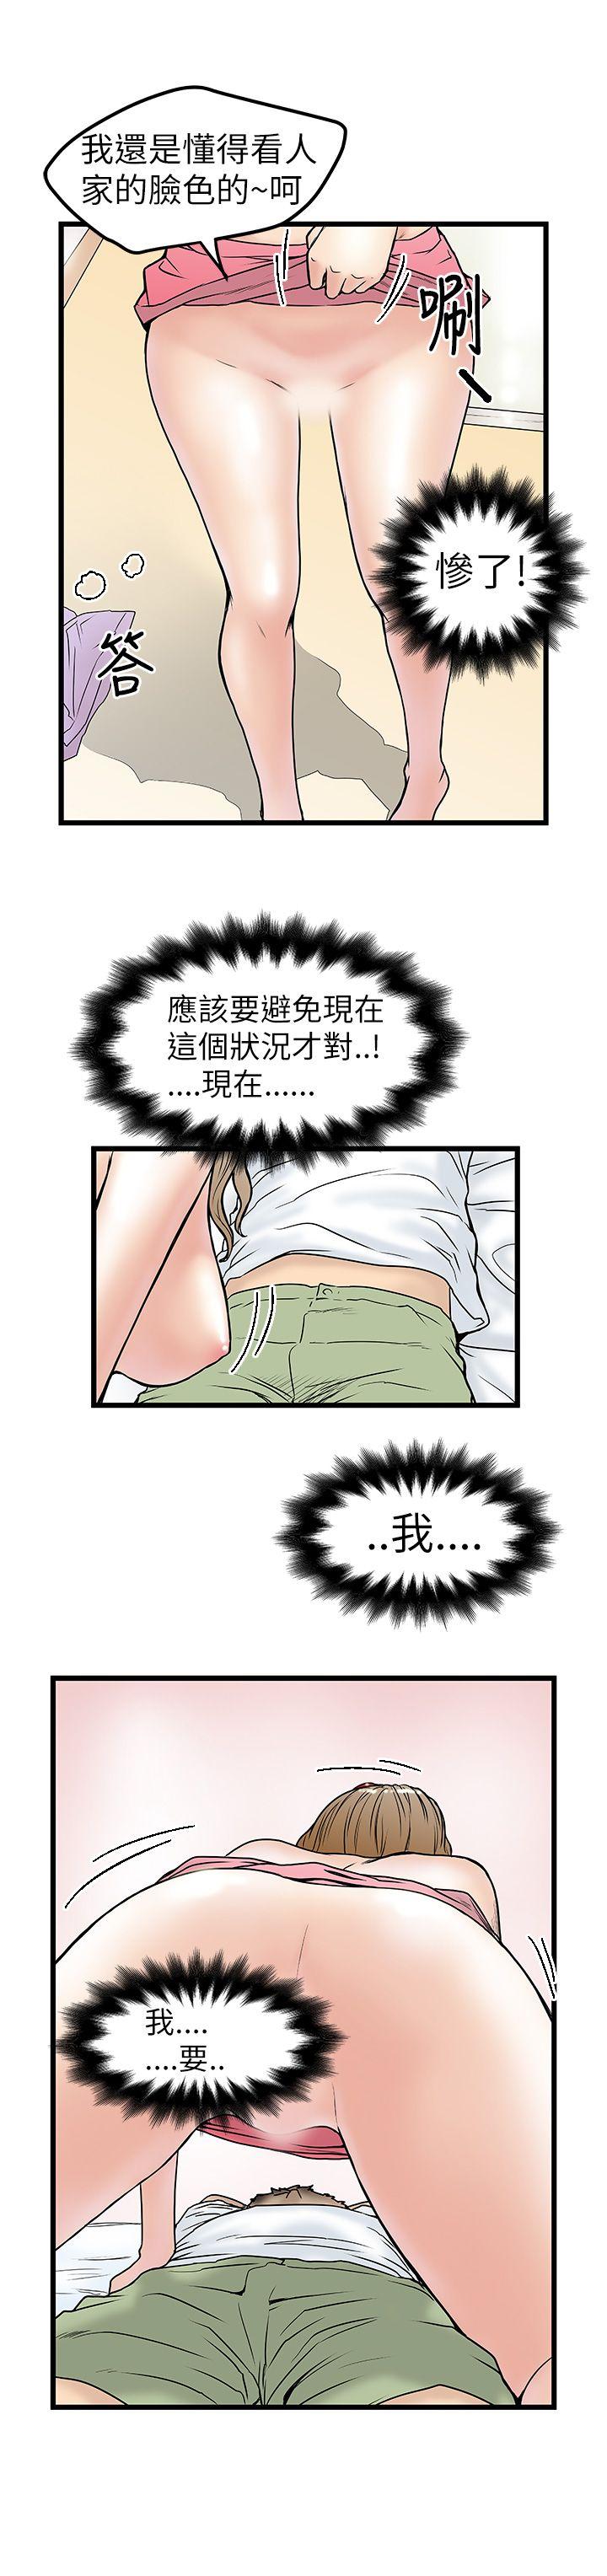 我還是懂得看人
家的臉色的~呵
唰
慘了!
答
應該要避免現在
這個狀況才對..!
....現在......
..我....
我....
....要..